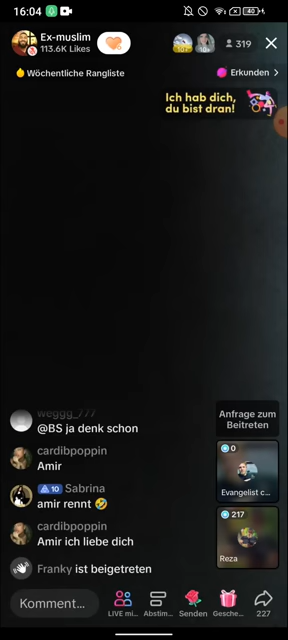 16:04
40
Ex-muslim
113.6K Likes
319
Wöchentliche Rangliste
Erkunden >
Ich hab dich,
du bist dran!
weggg_777
@BS ja denk schon
Anfrage zum
Beitreten
cardibpoppin
Amir
0
Evangelist c...
10 Sabrina
amir rennt 🤣
217
Reza
cardibpoppin
Amir ich liebe dich
Franky ist beigetreten
Komment...
LIVE mi...
Abstim...
Senden
Gesche...
227